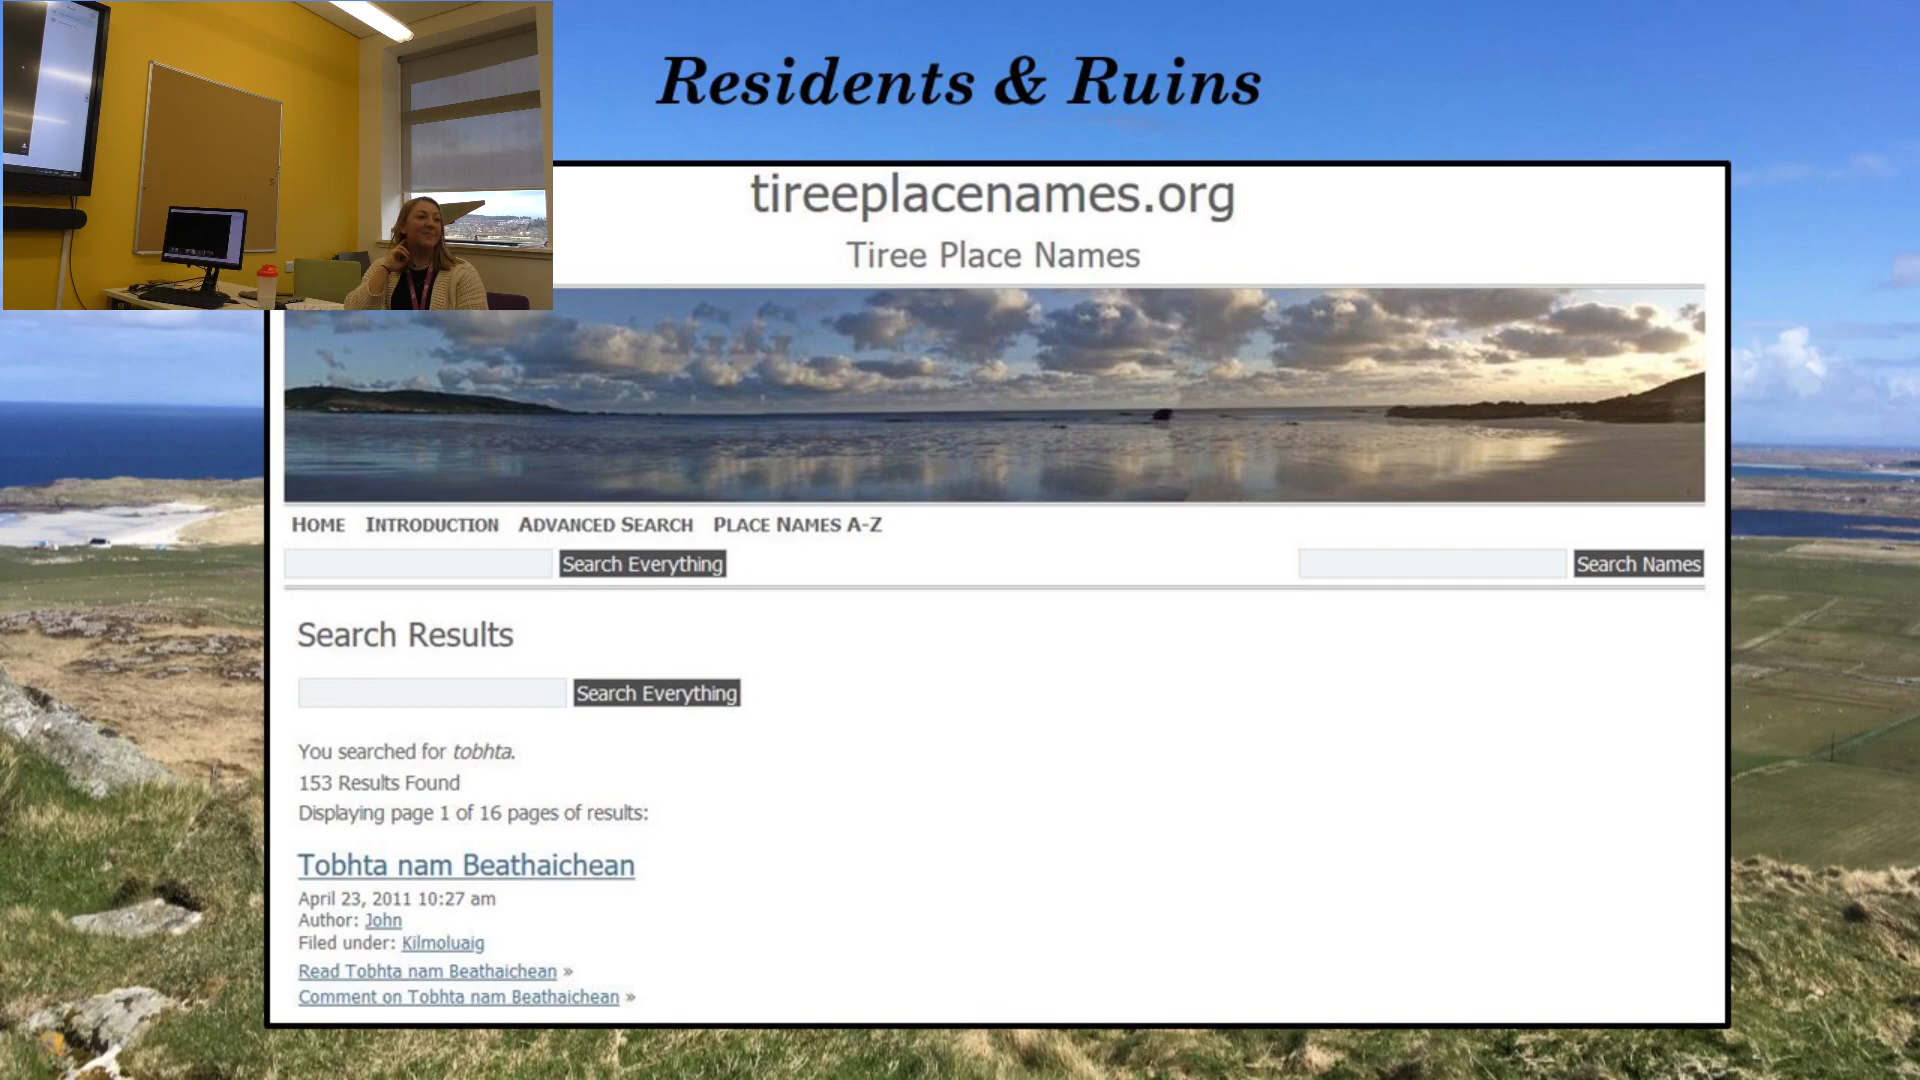 Residents & Ruins
tireeplacenames.org
Tiree Place Names
HOME INTRODUCTION ADVANCED SEARCH PLACE NAMES A-Z
Search Everything Search Names
Search Results
Search Everything
You searched for tobhta.
153 Results Found
Displaying page 1 of 16 pages of results:
Tobhta nam Beathaichean
April 23, 2011 10:27 am
Author: John
Filed under: Kilmoluaig
Read Tobhta nam Beathaichean »
Comment on Tobhta nam Beathaichean »